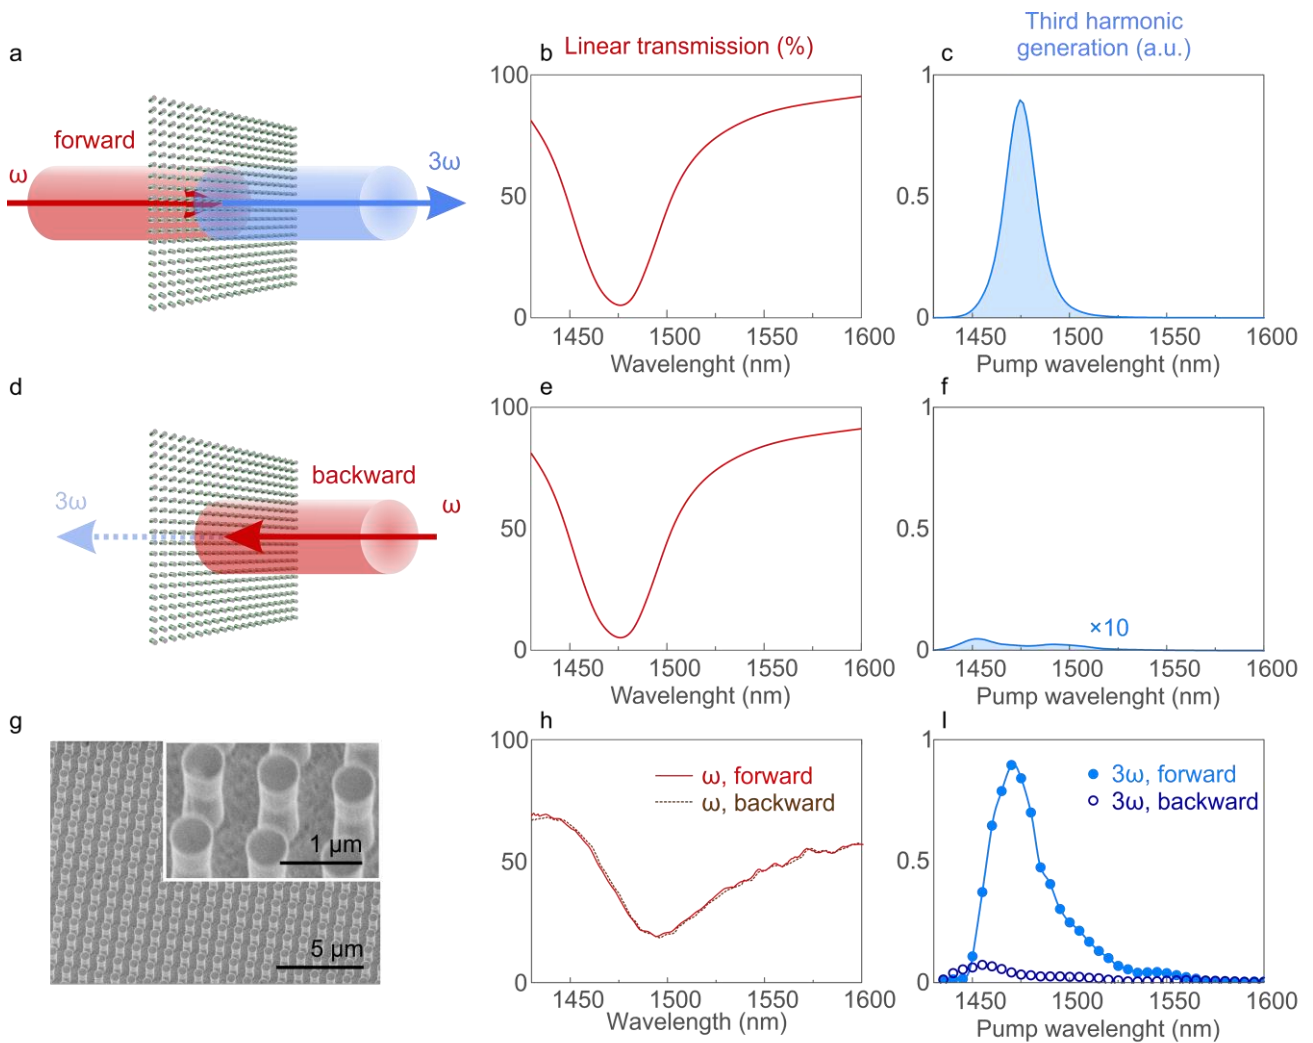 a
forward
ω
3ω
b
Linear transmission (%)
100
50
0
1450
1500
1550
1600
Wavelenght (nm)
c
Third harmonic
generation (a.u.)
1
0.5
0
1450
1500
1600
Pump wavelenght (nm)
d
backward
3ω
ω
e
100
50
0
1450
1500
1550
1600
Wavelenght (nm)
f
1
0.5
0
×10
1450
1500
1600
Pump wavelenght (nm)
g
1 µm
5 µm
h
100
50
0
ω, forward
ω, backward
1450
1500
1550
1600
Wavelength (nm)
I
1
0.5
0
3ω, forward
3ω, backward
1450
1500
1600
Pump wavelenght (nm)